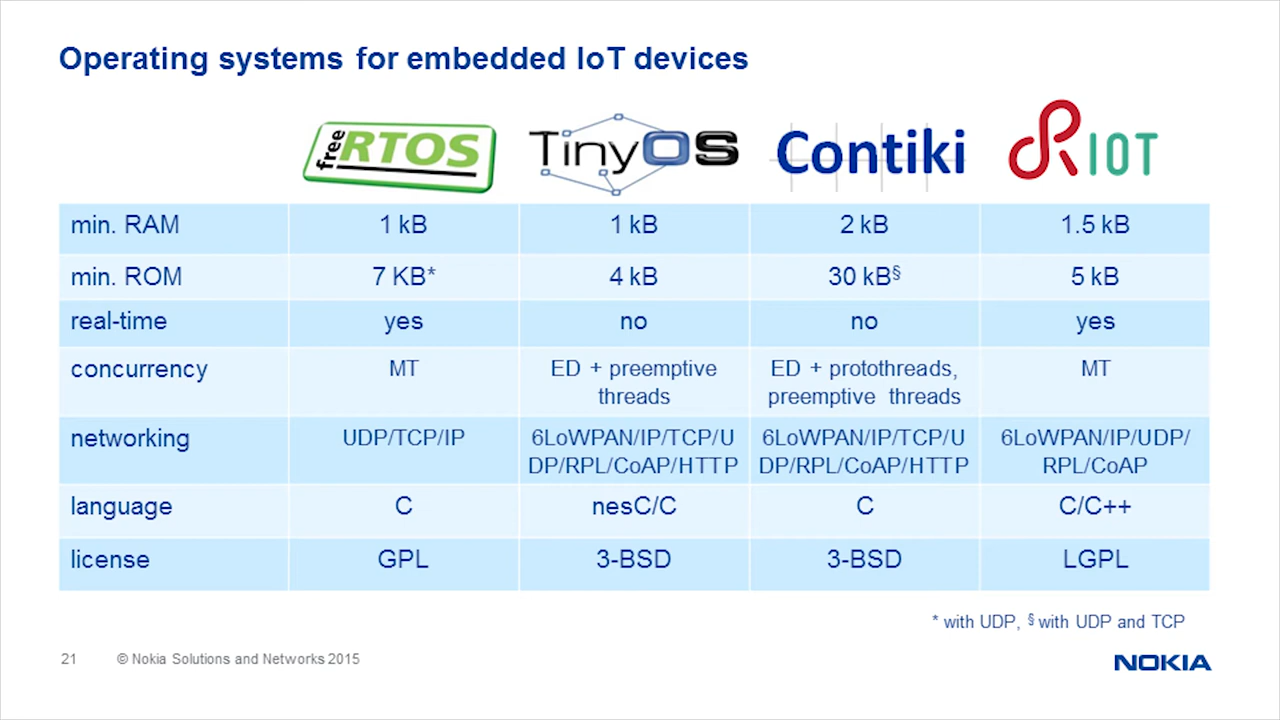 Operating systems for embedded IoT devices
free RTOS TinyOS Contiki RIOT
min. RAM 1 kB 1 kB 2 kB 1.5 kB
min. ROM 7 KB* 4 kB 30 kB§ 5 kB
real-time yes no no yes
concurrency MT ED + preemptive ED + protothreads, MT
threads preemptive threads
networking UDP/TCP/IP 6LoWPAN/IP/TCP/U 6LoWPAN/IP/TCP/U 6LoWPAN/IP/UDP/
DP/RPL/CoAP/HTTP DP/RPL/CoAP/HTTP RPL/CoAP
language C nesC/C C C/C++
license GPL 3-BSD 3-BSD LGPL
* with UDP, § with UDP and TCP
21 © Nokia Solutions and Networks 2015 NOKIA